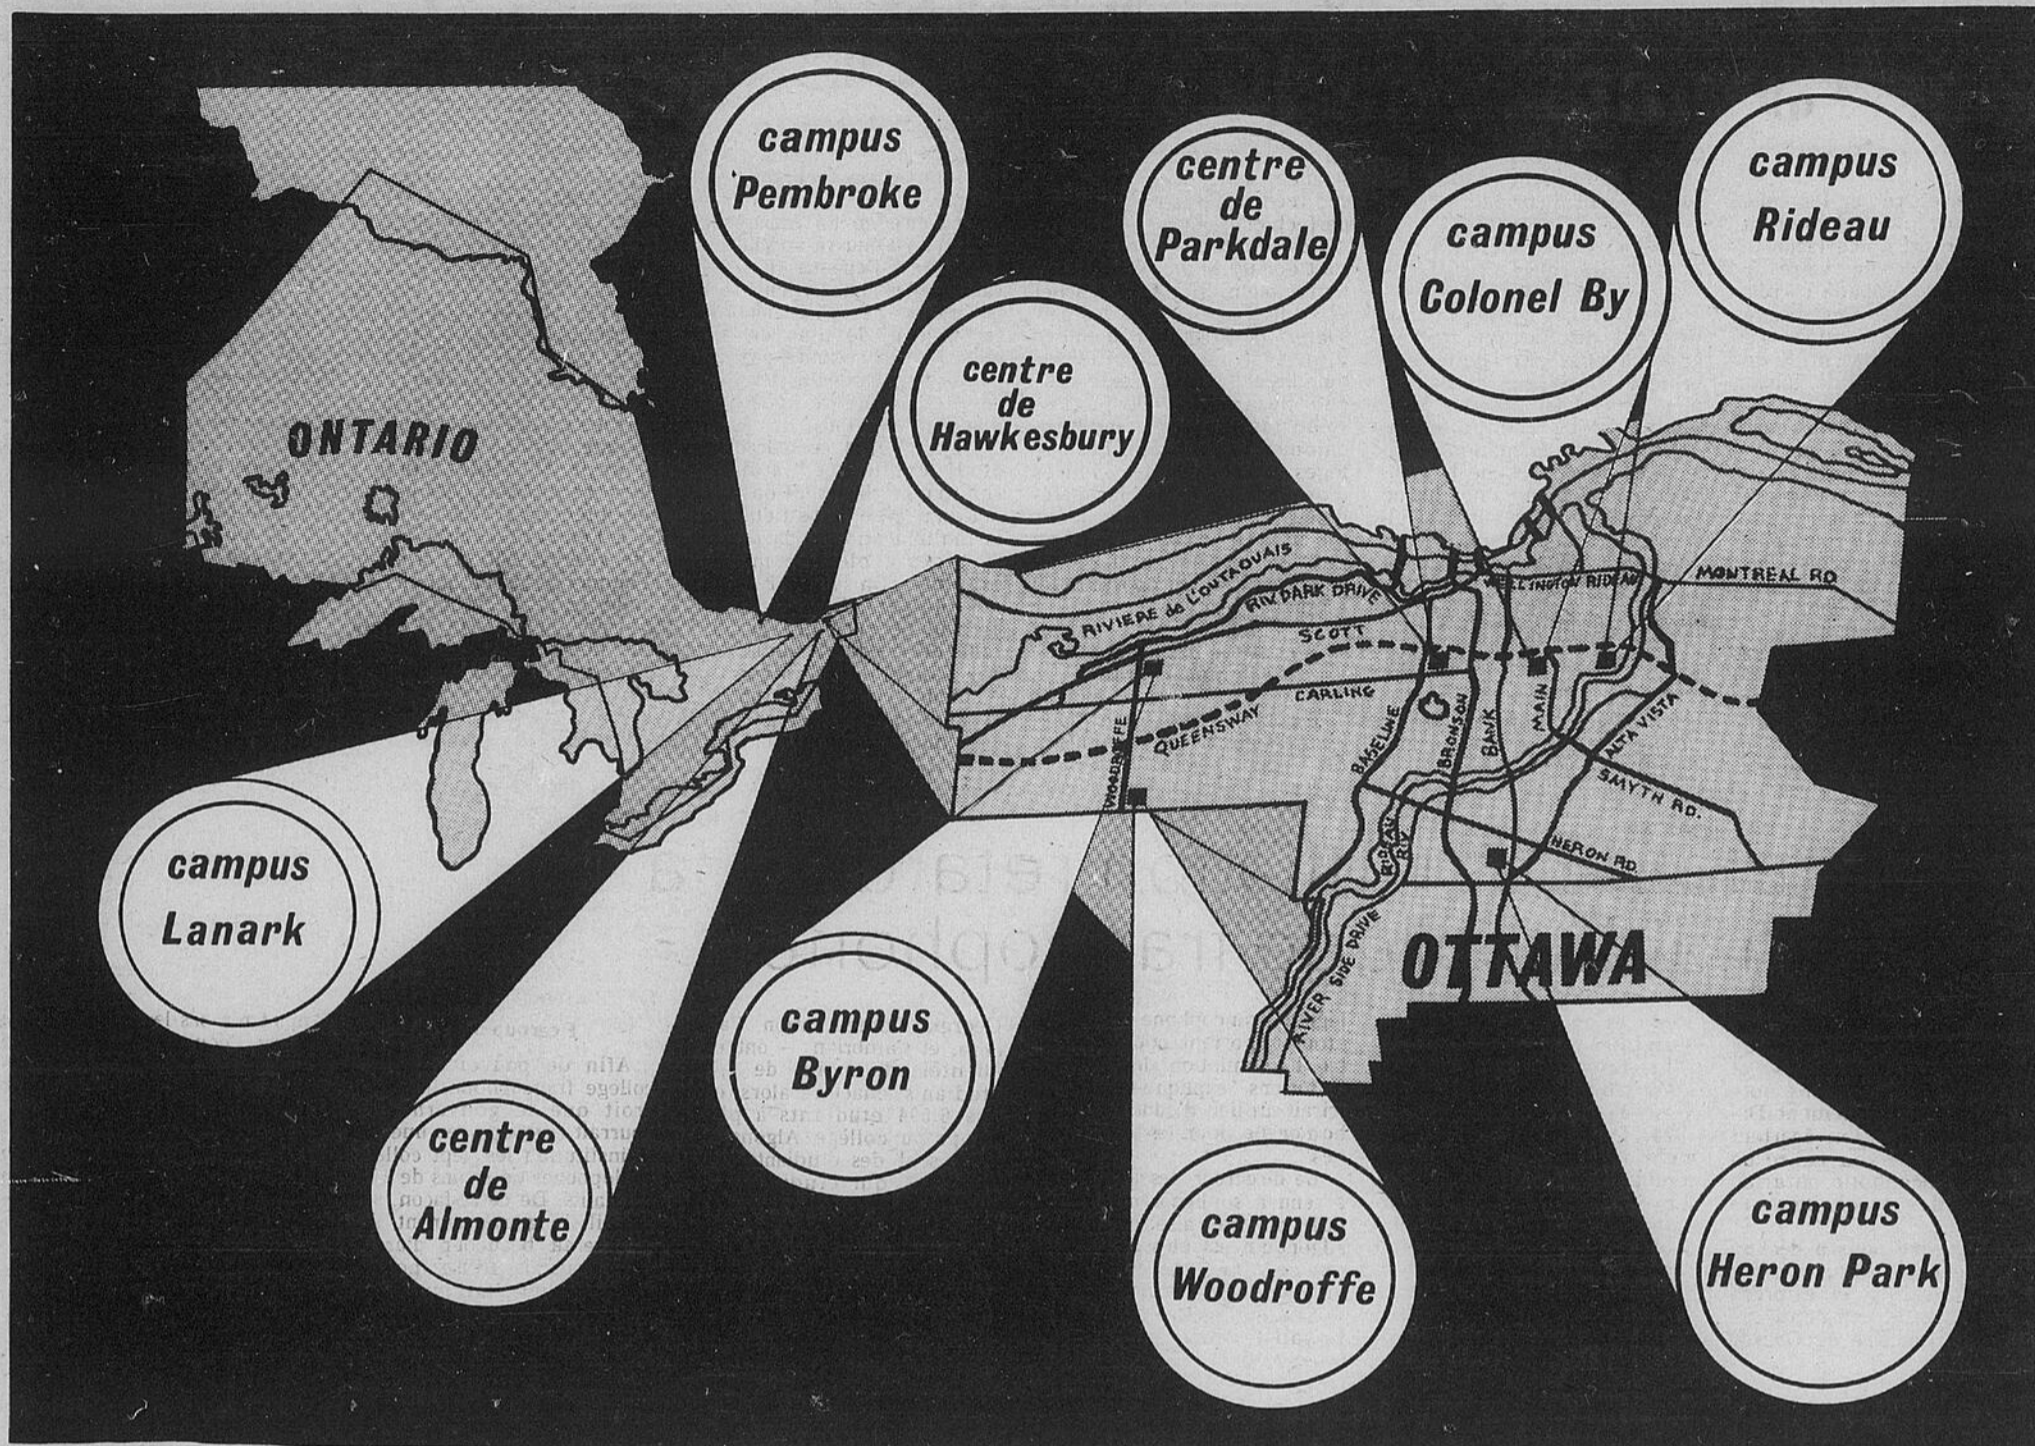 campus
Pembroke
centre
de
Parkdale
campus
Rideau
campus
Colonel By
centre
de
Hawkesbury
ONTARIO
RIVIERE de L'OUTAOUAIS
RIV. PARK DRIVE
WELLINGTON RIDEAU
MONTREAL RD
SCOTT
CARLING
QUEENSWAY
WOODROFFE
BASELINE
BRONSON
BANK
MAIN
ALTA VISTA
SMYTH RD.
HERON RD.
RIDEAU
RIV
RIVER SIDE DRIVE
OTTAWA
campus
Lanark
centre
de
Almonte
campus
Byron
campus
Woodroffe
campus
Heron Park